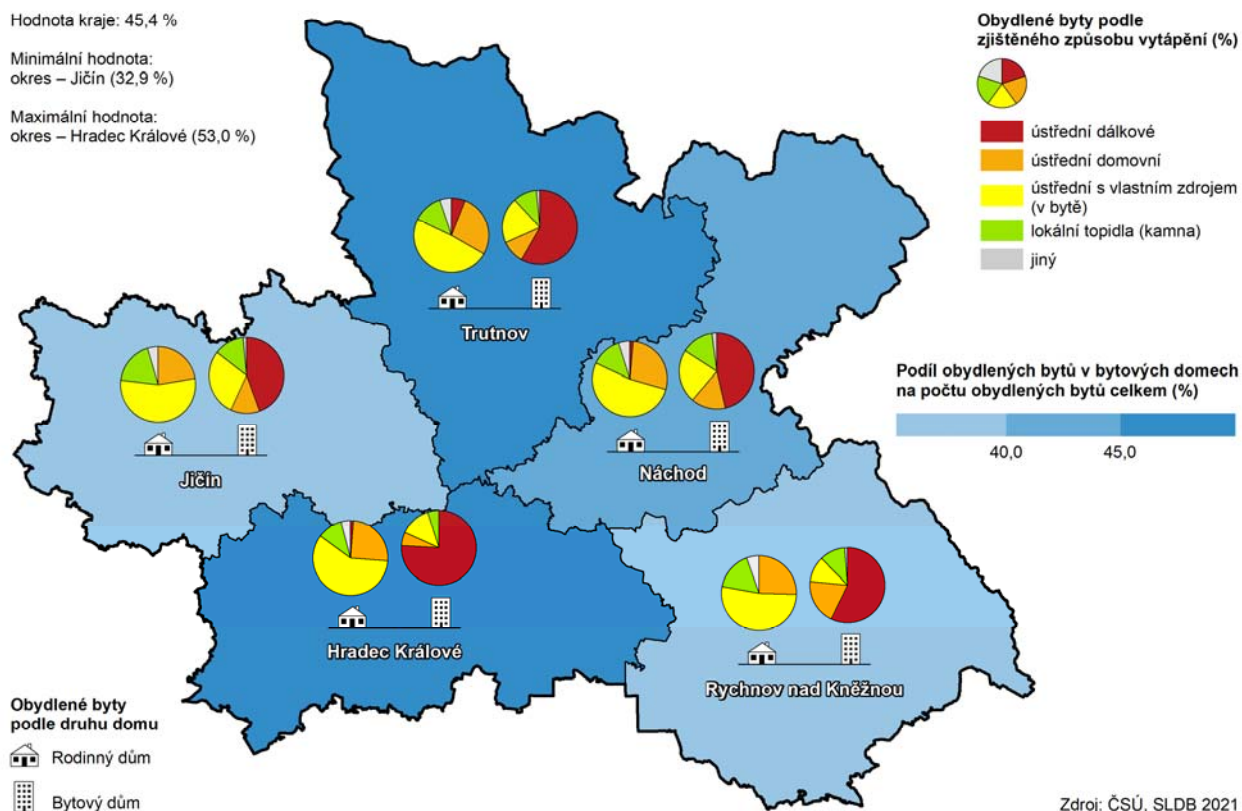 Hodnota kraje: 45,4 %
Minimální hodnota:
okres – Jičín (32,9 %)
Maximální hodnota:
okres – Hradec Králové (53,0 %)
Obydlené byty podle
zjištěného způsobu vytápění (%)
ústřední dálkové
ústřední domovní
ústřední s vlastním zdrojem
(v bytě)
lokální topidla (kamna)
jiný
Trutnov
Podíl obydlených bytů v bytových domech
na počtu obydlených bytů celkem (%)
40,0
45,0
Jičín
Náchod
Hradec Králové
Rychnov nad Kněžnou
Obydlené byty
podle druhu domu
Rodinný dům
Bytový dům
Zdroj: ČSÚ, SLDB 2021